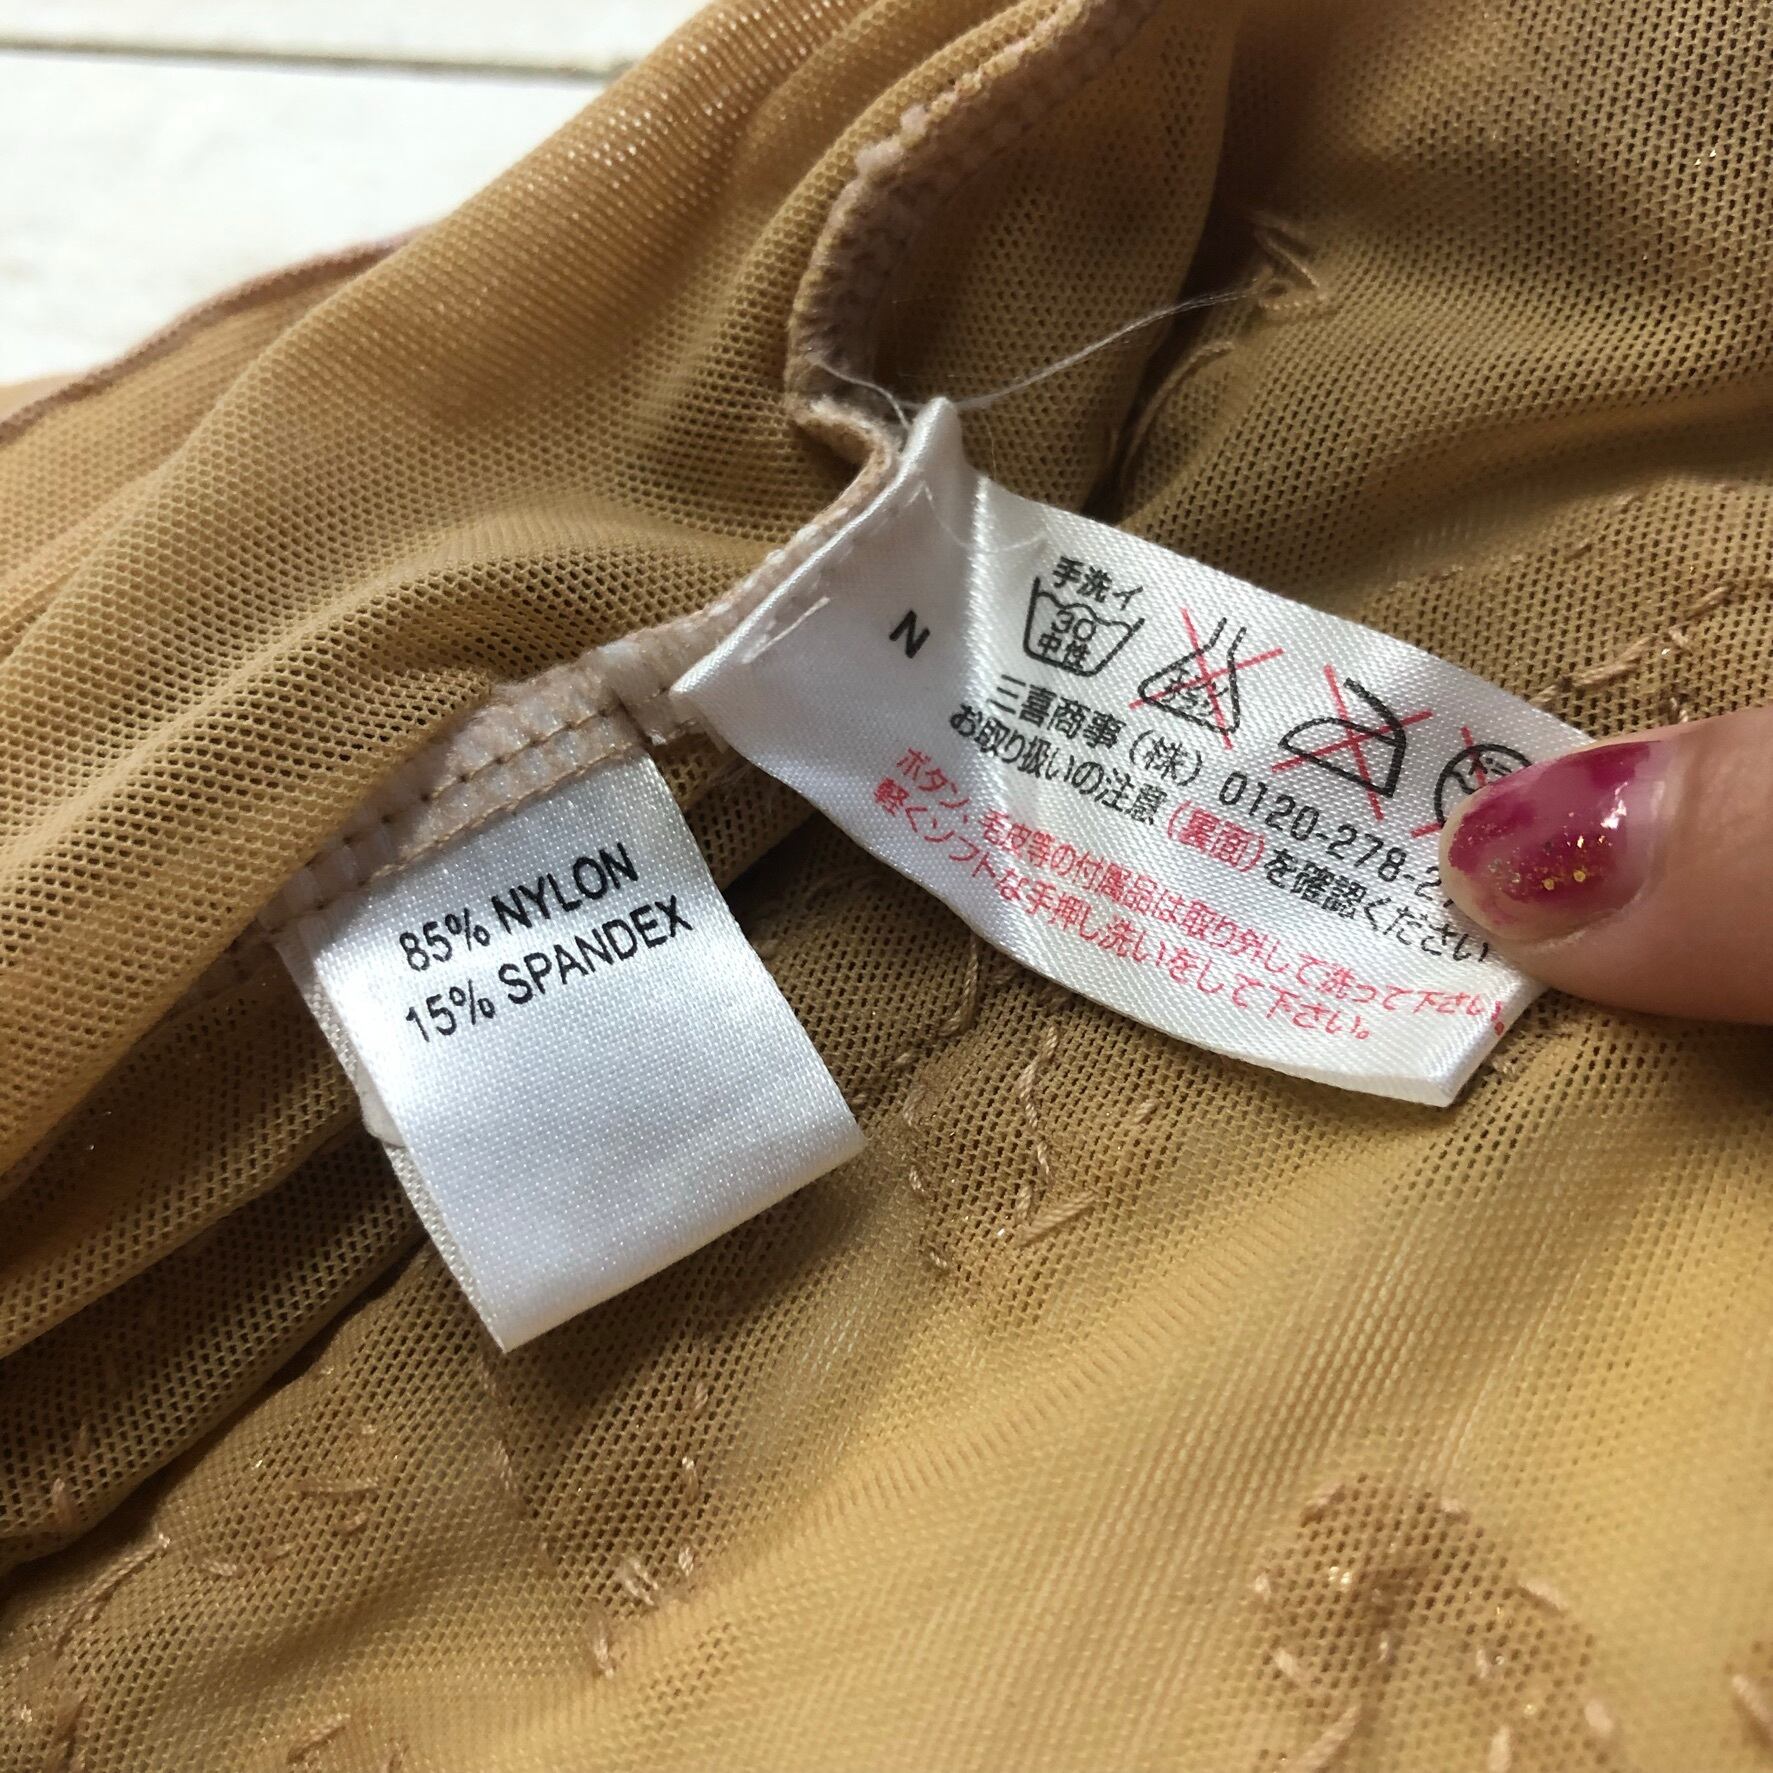 85% NYLON
15% SPANDEX
N
手洗イ
30
中性
三喜商事(株) 0120-278-2
お取り扱いの注意(裏面)を確認ください
ボタン、毛皮等の付属品は取り外して洗って下さい。
軽くソフトな手押し洗いをして下さい。